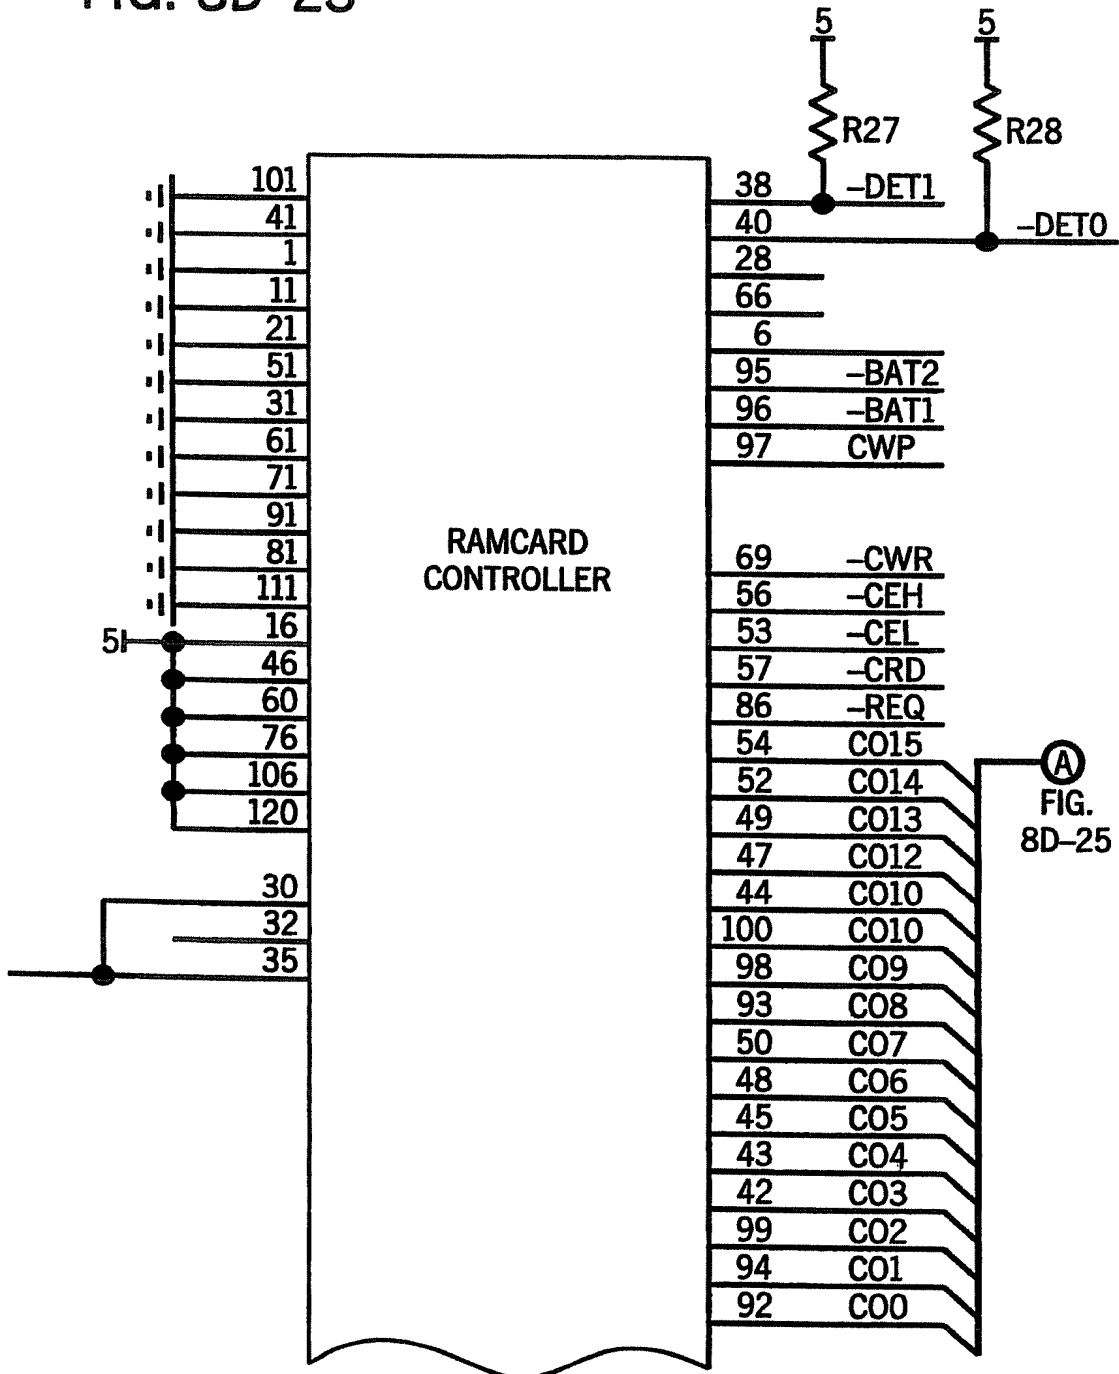 5 5
R27 R28
101
41
1
11
21
51
31
61
71
91
81
111
5 16
46
60
76
106
120
30
32
35
RAMCARD
CONTROLLER
38 –DET1
40 –DET0
28
66
6
95 –BAT2
96 –BAT1
97 CWP
69 –CWR
56 –CEH
53 –CEL
57 –CRD
86 –REQ
54 CO15
52 CO14
49 CO13
47 CO12
44 CO10
100 CO10
98 CO9
93 CO8
50 CO7
48 CO6
45 CO5
43 CO4
42 CO3
99 CO2
94 CO1
92 CO0
A
FIG.
8D–25